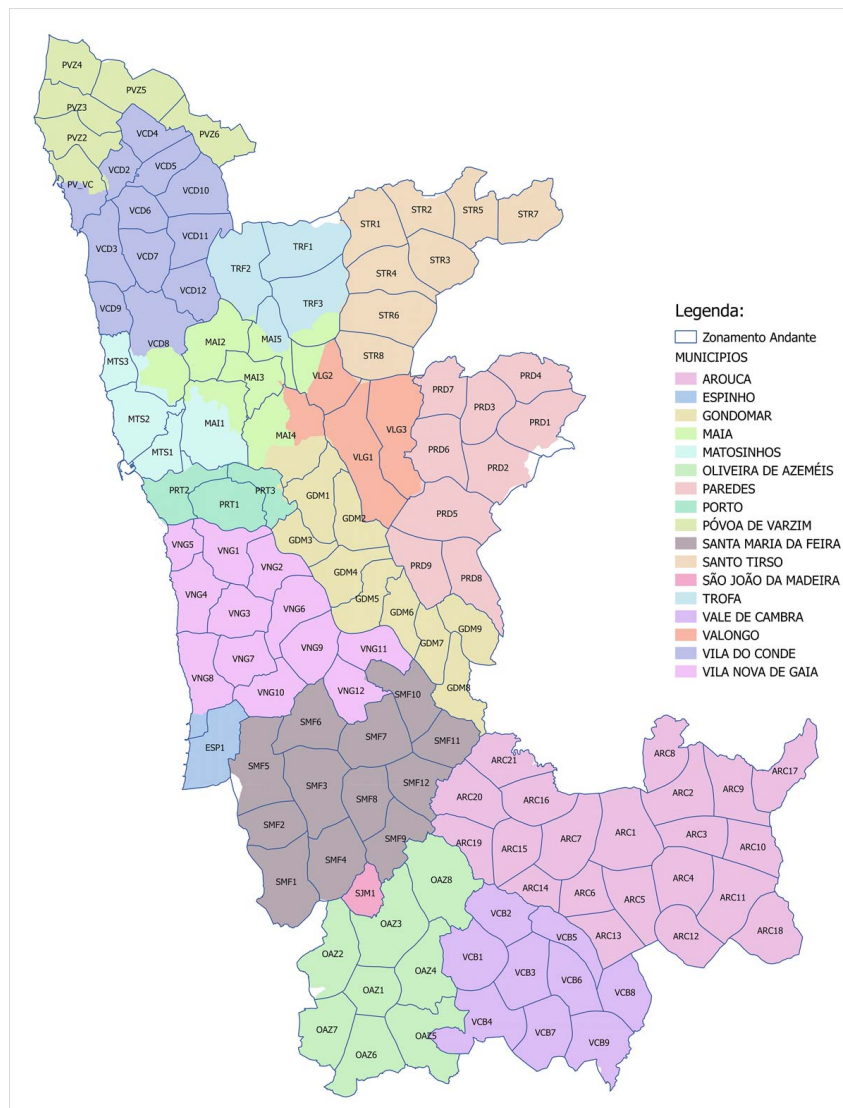 PVZ4
PVZ5
PVZ3
PVZ2
PVZ6
VCD4
PV_VC
VCD2
VCD5
VCD10
VCD6
VCD3
VCD7
VCD11
VCD12
VCD9
VCD8
STR1
STR2
STR5
STR7
STR4
STR3
STR6
STR8
TRF2
TRF1
TRF3
MAI2
MAI5
MAI3
MAI1
MAI4
MTS3
MTS2
MTS1
VLG2
VLG1
VLG3
PRD7
PRD4
PRD3
PRD1
PRD6
PRD2
PRD5
PRD9
PRD8
PRT2
PRT1
PRT3
GDM1
GDM2
GDM3
GDM4
GDM5
GDM6
GDM7
GDM9
GDM8
VNG5
VNG1
VNG2
VNG4
VNG3
VNG6
VNG7
VNG9
VNG11
VNG8
VNG10
VNG12
ESP1
SMF10
SMF6
SMF7
SMF11
SMF5
SMF3
SMF8
SMF12
SMF2
SMF9
SMF4
SMF1
SJM1
ARC21
ARC8
ARC17
ARC20
ARC16
ARC2
ARC9
ARC19
ARC15
ARC7
ARC1
ARC3
ARC10
ARC14
ARC6
ARC5
ARC4
ARC11
ARC13
ARC12
ARC18
OAZ8
OAZ3
OAZ2
OAZ4
OAZ1
OAZ7
OAZ5
OAZ6
VCB2
VCB5
VCB1
VCB3
VCB6
VCB8
VCB4
VCB7
VCB9
Legenda:
Zonamento Andante
MUNICIPIOS
AROUCA
ESPINHO
GONDOMAR
MAIA
MATOSINHOS
OLIVEIRA DE AZEMÉIS
PAREDES
PORTO
PÓVOA DE VARZIM
SANTA MARIA DA FEIRA
SANTO TIRSO
SÃO JOÃO DA MADEIRA
TROFA
VALE DE CAMBRA
VALONGO
VILA DO CONDE
VILA NOVA DE GAIA